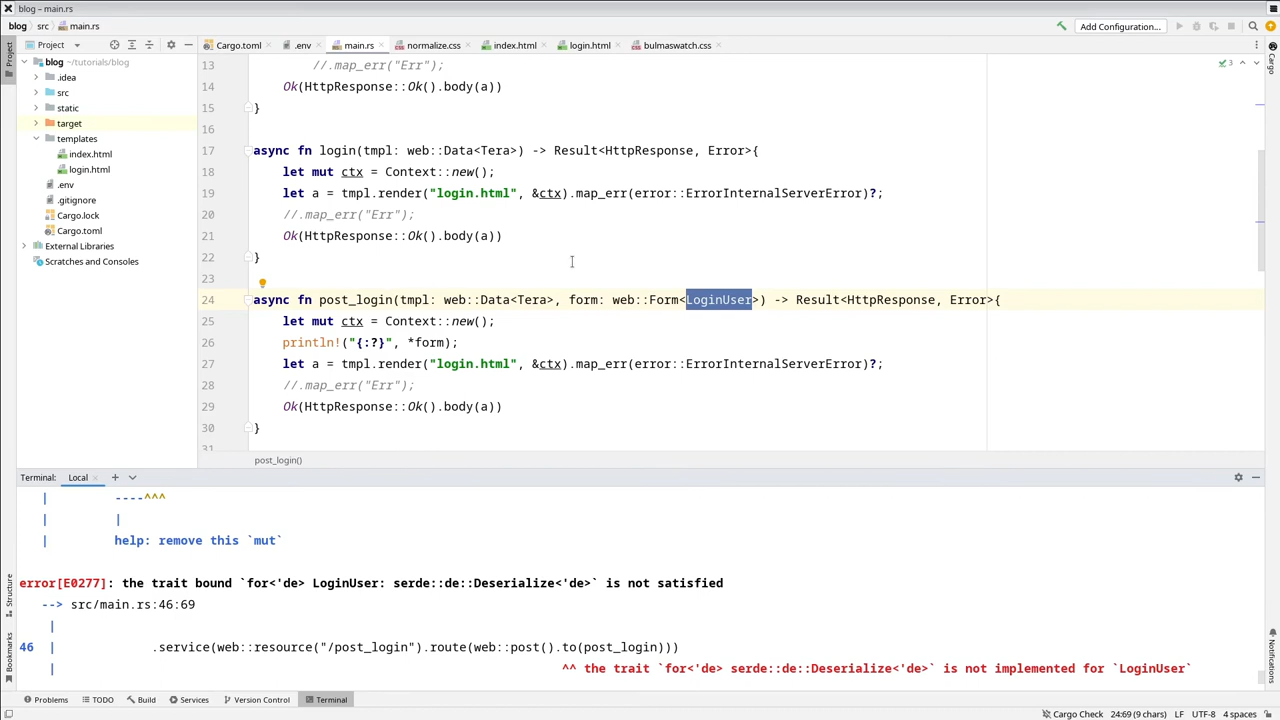 blog – main.rs
blog
src
main.rs
Add Configuration...
Project
Cargo.toml
.env
main.rs
normalize.css
index.html
login.html
bulmaswatch.css
Project
Cargo
blog ~/tutorials/blog
.idea
src
static
target
templates
index.html
login.html
.env
.gitignore
Cargo.lock
Cargo.toml
External Libraries
Scratches and Consoles
3
13 //.map_err("Err");
14 Ok(HttpResponse::Ok().body(a))
15 }
16
17 async fn login(tmpl: web::Data<Tera>) -> Result<HttpResponse, Error>{
18 let mut ctx = Context::new();
19 let a = tmpl.render("login.html", &ctx).map_err(error::ErrorInternalServerError)?;
20 //.map_err("Err");
21 Ok(HttpResponse::Ok().body(a))
22 }
23
24 async fn post_login(tmpl: web::Data<Tera>, form: web::Form<LoginUser>) -> Result<HttpResponse, Error>{
25 let mut ctx = Context::new();
26 println!("{:?}", *form);
27 let a = tmpl.render("login.html", &ctx).map_err(error::ErrorInternalServerError)?;
28 //.map_err("Err");
29 Ok(HttpResponse::Ok().body(a))
30 }
31
post_login()
Terminal:
Local
| ----^^^
| |
| help: remove this `mut`
error[E0277]: the trait bound `for<'de> LoginUser: serde::de::Deserialize<'de>` is not satisfied
--> src/main.rs:46:69
|
46 | .service(web::resource("/post_login").route(web::post().to(post_login)))
| ^^ the trait `for<'de> serde::de::Deserialize<'de>` is not implemented for `LoginUser`
Structure
Bookmarks
Notifications
Problems
TODO
Build
Services
Version Control
Terminal
Cargo Check
24:69 (9 chars)
LF
UTF-8
4 spaces